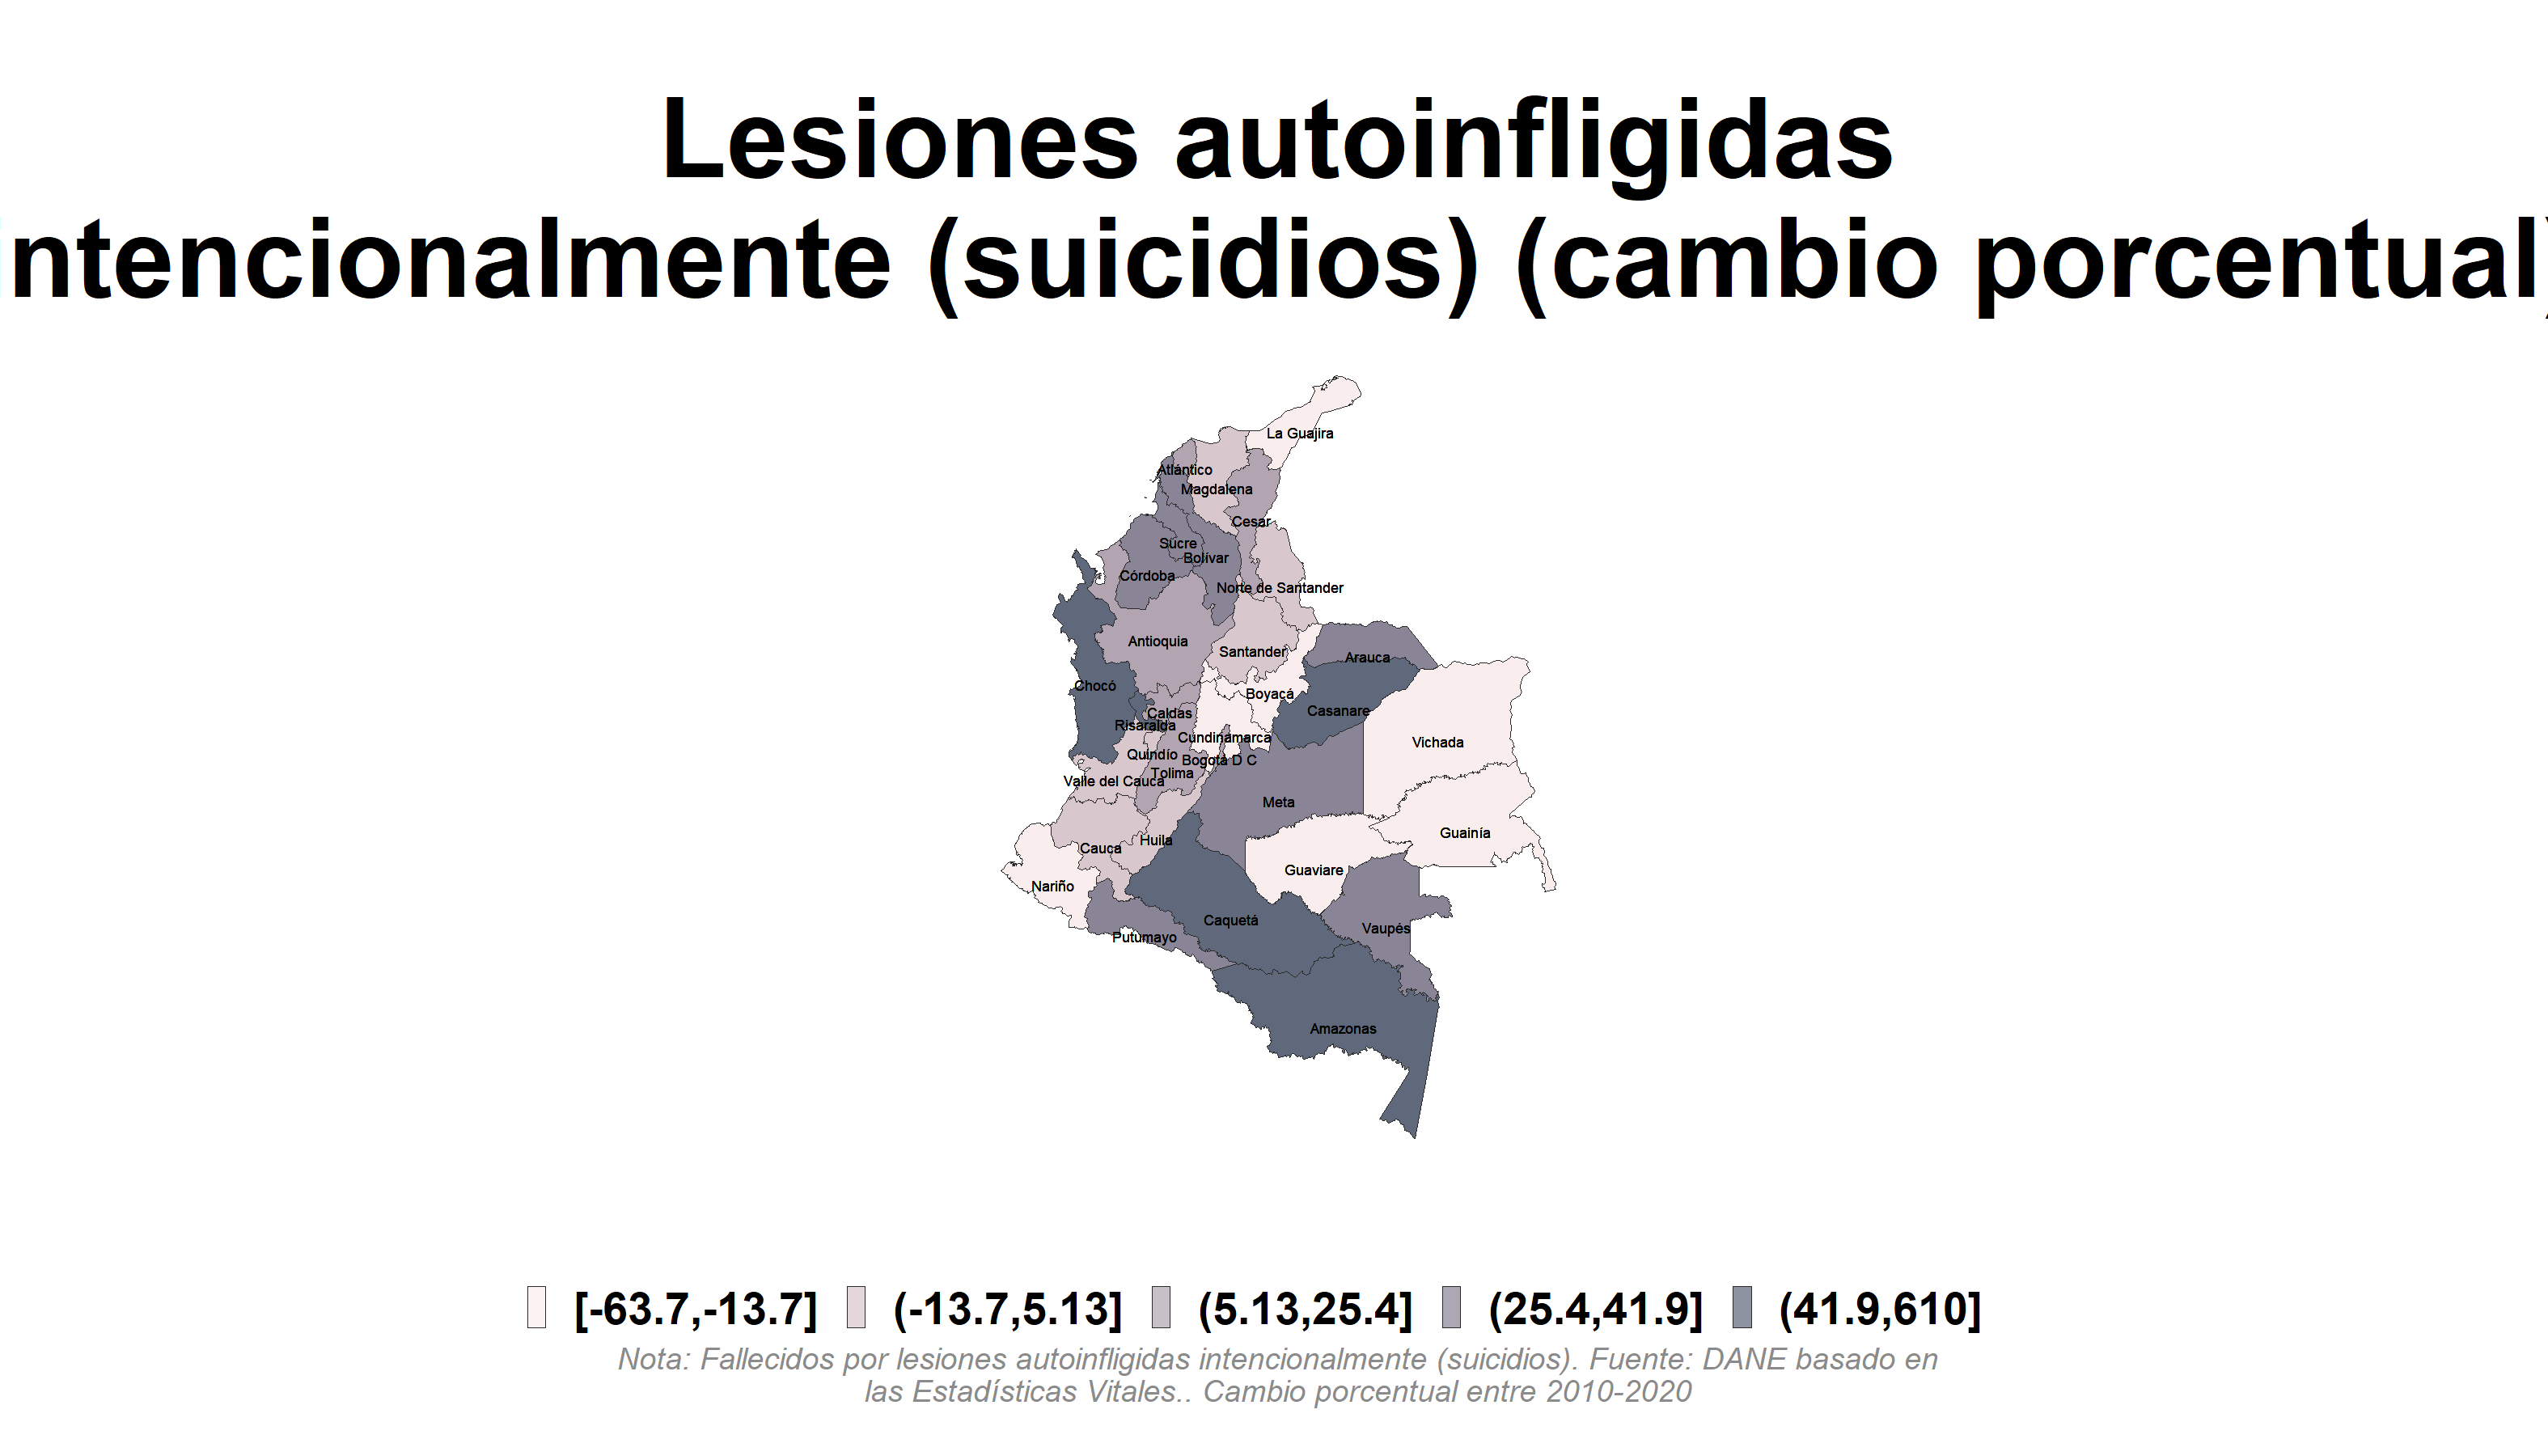 Lesiones autoinfligidas
intencionalmente (suicidios) (cambio porcentual)
La Guajira
Atlántico
Magdalena
Cesar
Sucre
Bolívar
Córdoba
Norte de Santander
Antioquia
Santander
Arauca
Chocó
Boyacá
Casanare
Caldas
Risaralda
Cundinamarca
Vichada
Quindío
Bogotá D C
Tolima
Valle del Cauca
Meta
Guainía
Huila
Cauca
Guaviare
Nariño
Caquetá
Vaupés
Putumayo
Amazonas
[-63.7,-13.7] (-13.7,5.13] (5.13,25.4] (25.4,41.9] (41.9,610]
Nota: Fallecidos por lesiones autoinfligidas intencionalmente (suicidios). Fuente: DANE basado en
las Estadísticas Vitales.. Cambio porcentual entre 2010-2020